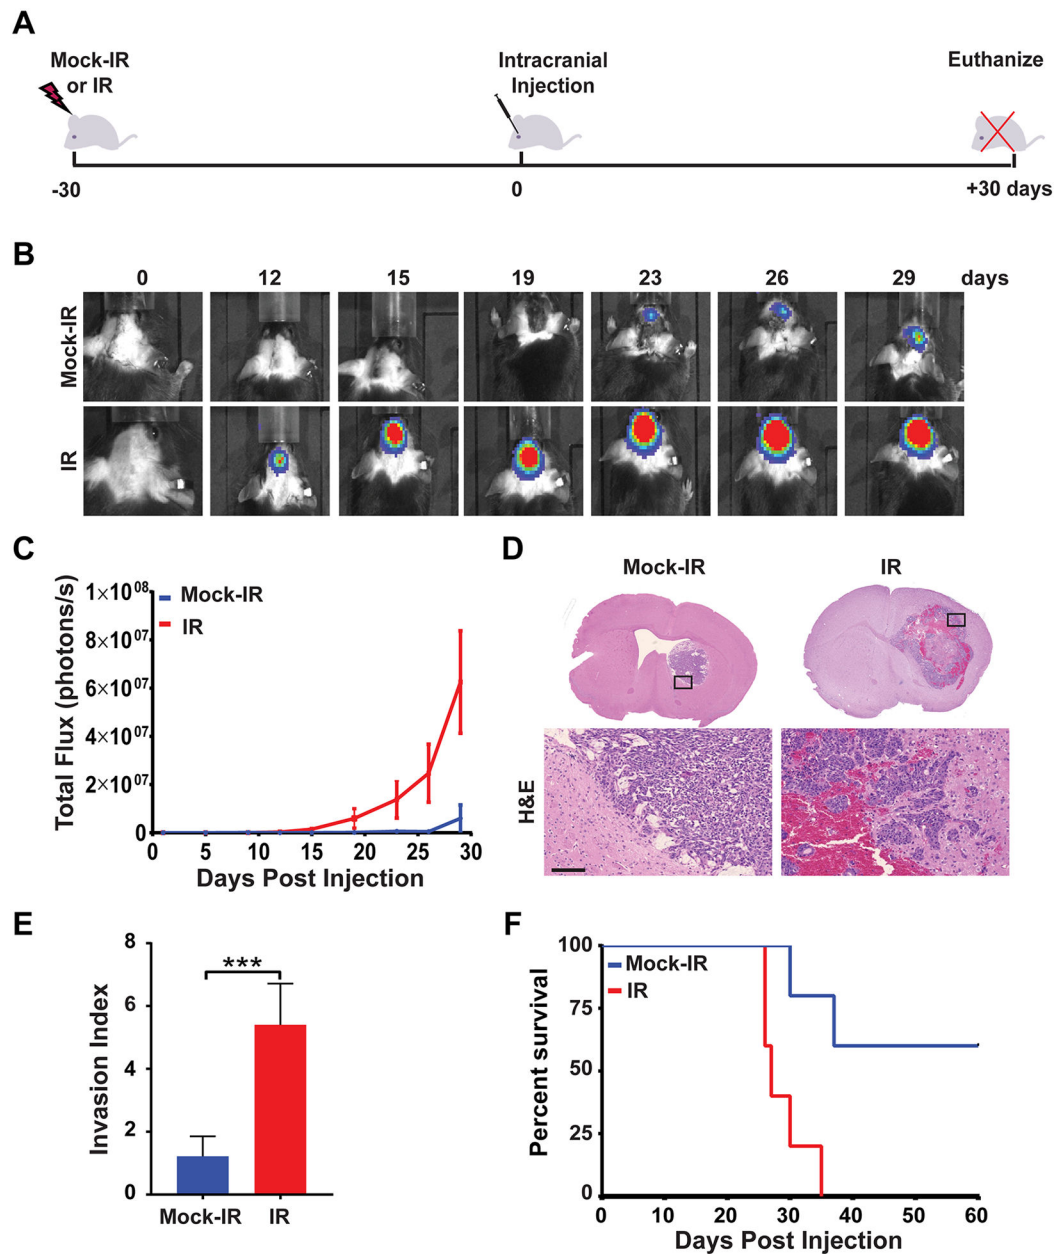 A
Mock-IR
or IR
Intracranial
Injection
Euthanize
-30
0
+30 days
B
0 12 15 19 23 26 29 days
Mock-IR
IR
C
Total Flux (photons/s)
1×10⁰⁸
8×10⁰⁷
6×10⁰⁷
4×10⁰⁷
2×10⁰⁷
0
Mock-IR
IR
0 5 10 15 20 25 30
Days Post Injection
D
Mock-IR IR
H&E
E
Invasion Index
8
6
4
2
0
***
Mock-IR IR
F
Percent survival
100
75
50
25
0
Mock-IR
IR
0 10 20 30 40 50 60
Days Post Injection